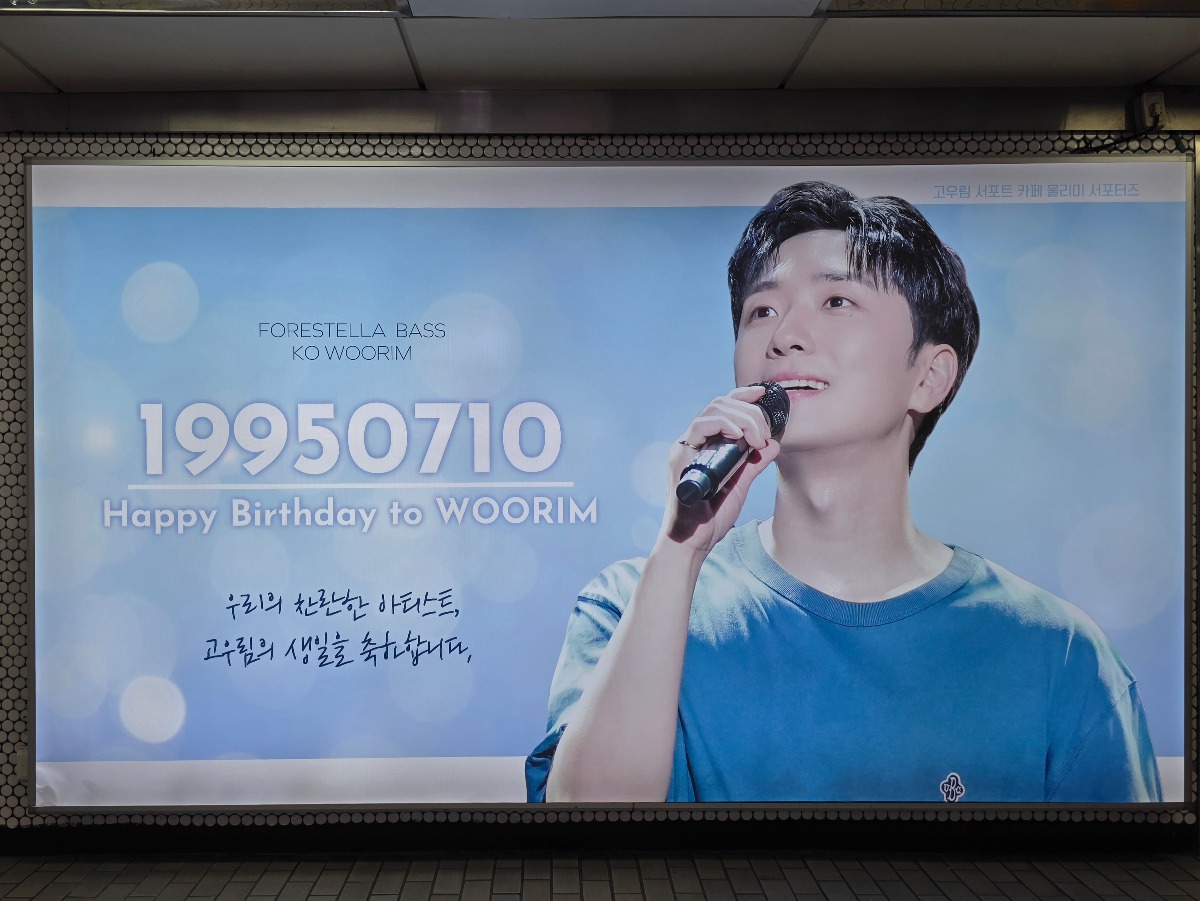 고우림 서포트 카페 울리미 서포터즈
FORESTELLA BASS
KO WOORIM
19950710
Happy Birthday to WOORIM
우리의 찬란한 아티스트,
고우림의 생일을 축하합니다,